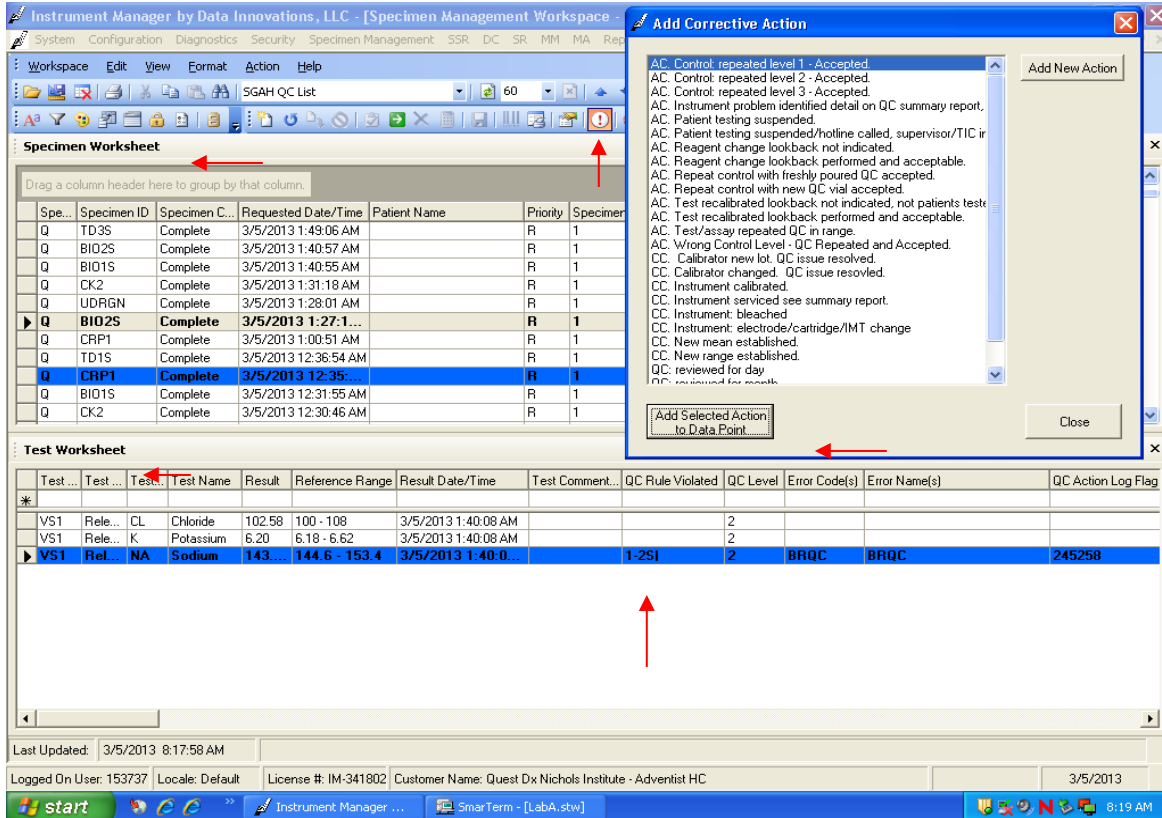 Instrument Manager by Data Innovations, LLC - [Specimen Management Workspace -
System Configuration Diagnostics Security Specimen Management SSR DC SR MM MA Rep
Workspace Edit View Format Action Help
SGAH QC List 60
Specimen Worksheet
Drag a column header here to group by that column.
Spe... Specimen ID Specimen C... Requested Date/Time Patient Name Priority Specimen
Q TD3S Complete 3/5/2013 1:49:06 AM R 1
Q BIO2S Complete 3/5/2013 1:40:57 AM R 1
Q BIO1S Complete 3/5/2013 1:40:55 AM R 1
Q CK2 Complete 3/5/2013 1:31:18 AM R 1
Q UDRGN Complete 3/5/2013 1:28:01 AM R 1
Q BIO2S Complete 3/5/2013 1:27:1... R 1
Q CRP1 Complete 3/5/2013 1:00:51 AM R 1
Q TD1S Complete 3/5/2013 12:36:54 AM R 1
Q CRP1 Complete 3/5/2013 12:35:... R 1
Q BIO1S Complete 3/5/2013 12:31:55 AM R 1
Q CK2 Complete 3/5/2013 12:30:46 AM R 1
Add Corrective Action
AC. Control: repeated level 1 - Accepted.
AC. Control: repeated level 2 - Accepted.
AC. Control: repeated level 3 - Accepted.
AC. Instrument problem identified detail on QC summary report,
AC. Patient testing suspended.
AC. Patient testing suspended/hotline called, supervisor/TIC ir
AC. Reagent change lookback not indicated.
AC. Reagent change lookback performed and acceptable.
AC. Repeat control with freshly poured QC accepted.
AC. Repeat control with new QC vial accepted.
AC. Test recalibrated lookback not indicated, not patients teste
AC. Test recalibrated lookback performed and acceptable.
AC. Test/assay repeated QC in range.
AC. Wrong Control Level - QC Repeated and Accepted.
CC. Calibrator new lot. QC issue resolved.
CC. Calibrator changed. QC issue resovled.
CC. Instrument calibrated.
CC. Instrument serviced see summary report.
CC. Instrument: bleached
CC. Instrument: electrode/cartridge/IMT change
CC. New mean established.
CC. New range established.
QC: reviewed for day
QC: reviewed for month
Add New Action
Add Selected Action
to Data Point
Close
Test Worksheet
Test ... Test ... Test... Test Name Result Reference Range Result Date/Time Test Comment... QC Rule Violated QC Level Error Code(s) Error Name(s) QC Action Log Flag
VS1 Rele... CL Chloride 102.58 100 - 108 3/5/2013 1:40:08 AM 2
VS1 Rele... K Potassium 6.20 6.18 - 6.62 3/5/2013 1:40:08 AM 2
VS1 Rel... NA Sodium 143.... 144.6 - 153.4 3/5/2013 1:40:0... 1-2S| 2 BRQC BRQC 245258
Last Updated: 3/5/2013 8:17:58 AM
Logged On User: 153737 Locale: Default License #: IM-341802 Customer Name: Quest Dx Nichols Institute - Adventist HC 3/5/2013
start Instrument Manager ... SmarTerm - [LabA.stw] 8:19 AM